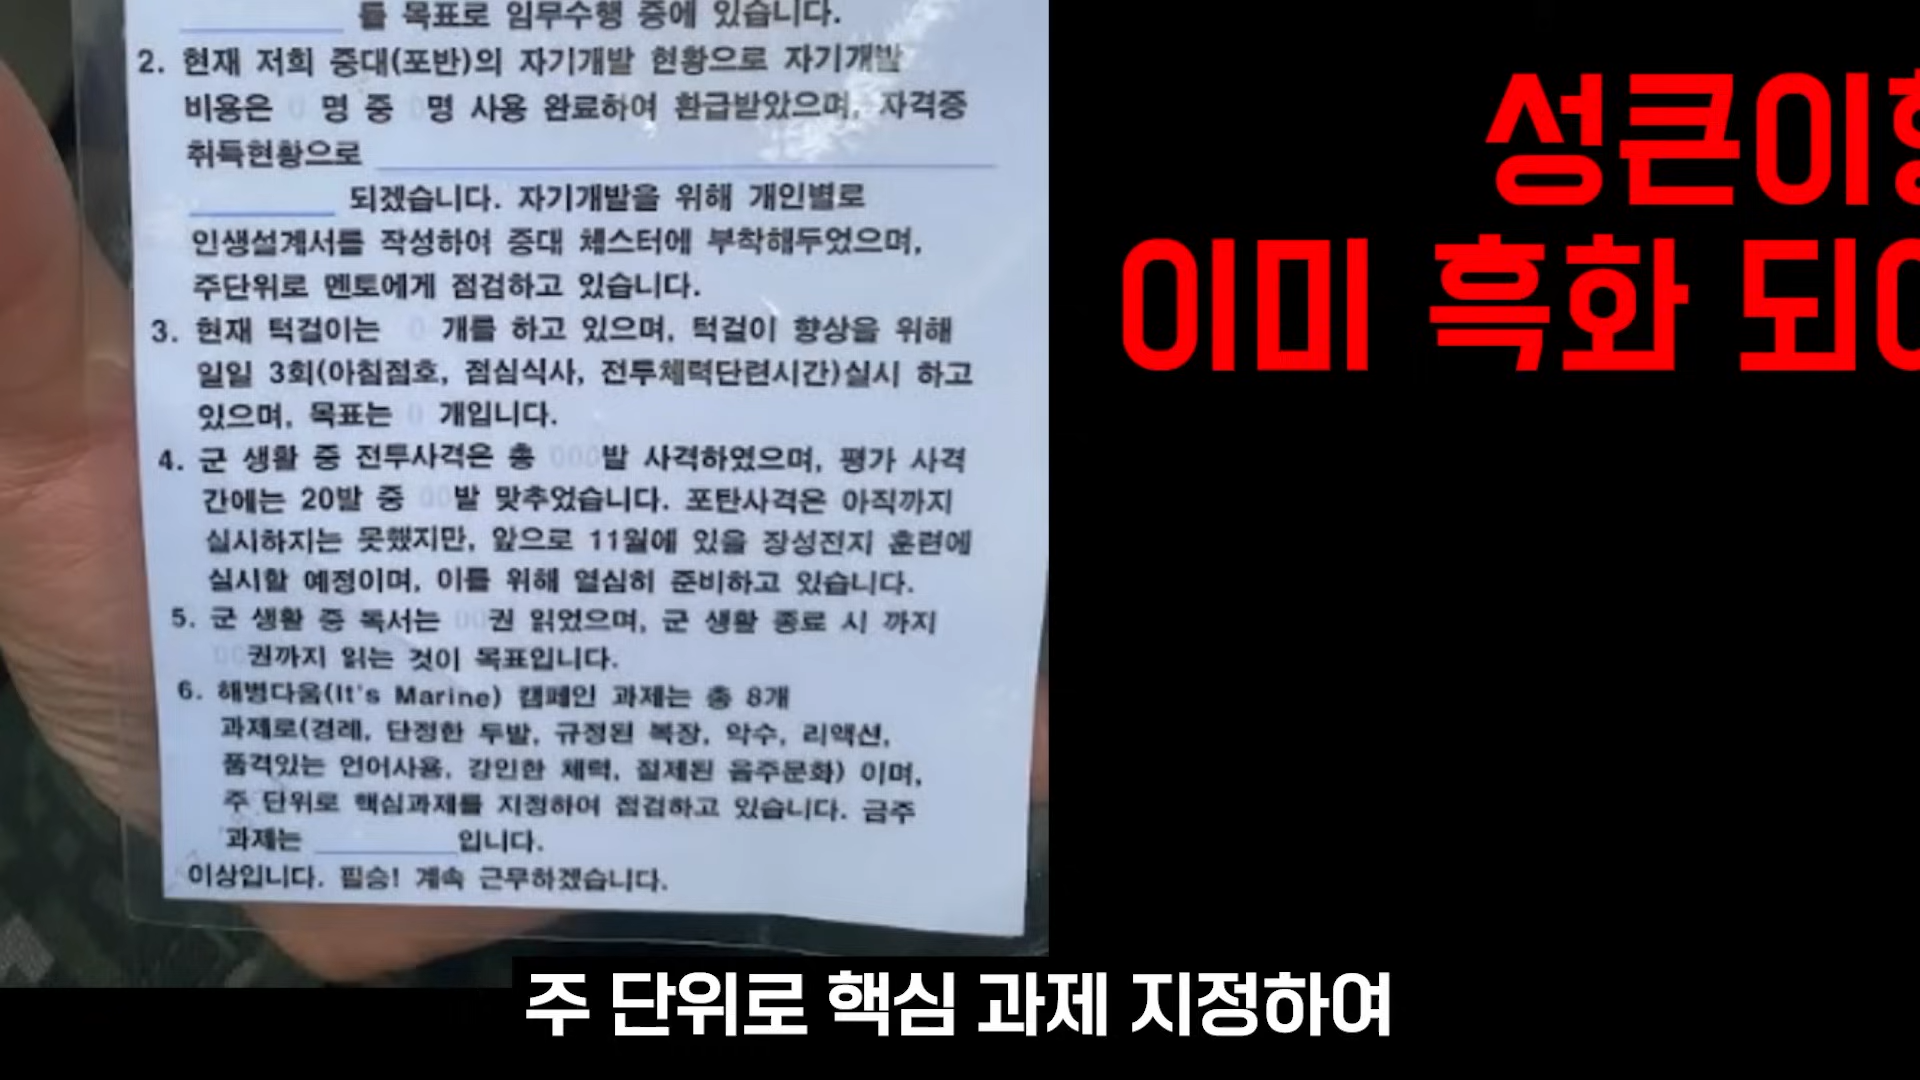 를 목표로 임무수행 중에 있습니다.
2. 현재 저희 중대(포반)의 자기개발 현황으로 자기개발
비용은 0 명 중 0명 사용 완료하여 환급받았으며, 자격증
취득현황으로
되겠습니다. 자기개발을 위해 개인별로
인생설계서를 작성하여 중대 체스터에 부착해두었으며,
주단위로 멘토에게 점검하고 있습니다.
3. 현재 턱걸이는 0 개를 하고 있으며, 턱걸이 향상을 위해
일일 3회(아침점호, 점심식사, 전투체력단련시간)실시 하고
있으며, 목표는 0 개입니다.
4. 군 생활 중 전투사격은 총 000발 사격하였으며, 평가 사격
간에는 20발 중 00발 맞추었습니다. 포탄사격은 아직까지
실시하지는 못했지만, 앞으로 11월에 있을 장성전지 훈련에
실시할 예정이며, 이를 위해 열심히 준비하고 있습니다.
5. 군 생활 중 독서는 00권 읽었으며, 군 생활 종료 시 까지
00권까지 읽는 것이 목표입니다.
6. 해병다움(It's Marine) 캠페인 과제는 총 8개
과제로(경례, 단정한 두발, 규정된 복장, 악수, 리액션,
품격있는 언어사용, 강인한 체력, 절제된 음주문화) 이며,
주 단위로 핵심과제를 지정하여 점검하고 있습니다. 금주
과제는 입니다.
이상입니다. 필승! 계속 근무하겠습니다.
성큰이
이미 흑화 되
주 단위로 핵심 과제 지정하여